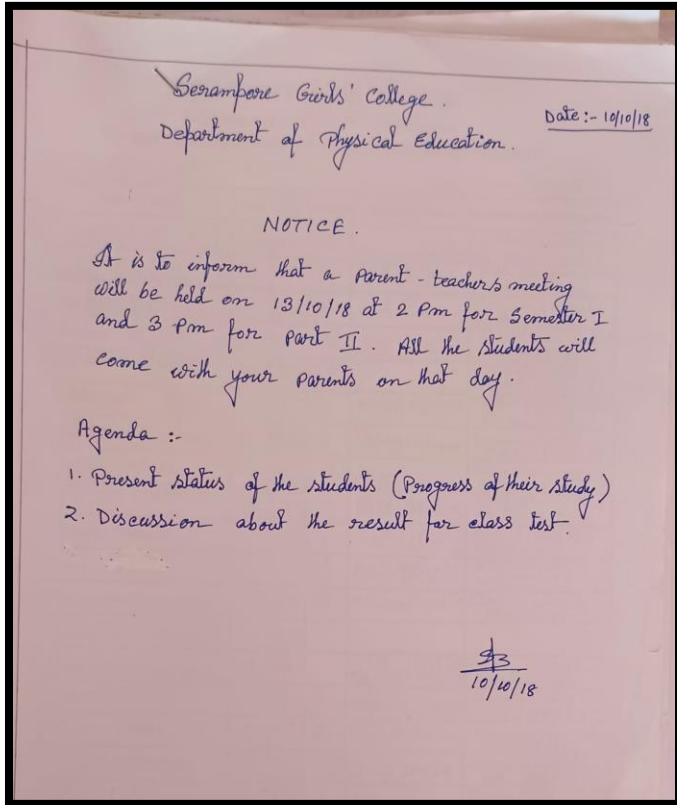 Serampore Girls' College.
Date:- 10/10/18
Department of Physical Education.
NOTICE.
It is to inform that a parent-teachers meeting
will be held on 13/10/18 at 2 Pm for Semester I
and 3 Pm for part II. All the students will
come with your parents on that day.
Agenda :-
1. Present status of the students (Progress of their study)
2. Discussion about the result for class test.
10/10/18